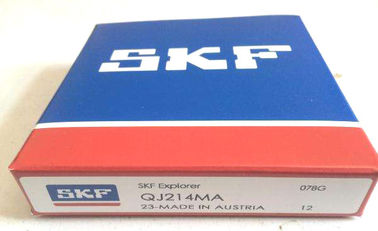 SKF
SKF
SKF Explorer 078G
QJ214MA
23-MADE IN AUSTRIA 12